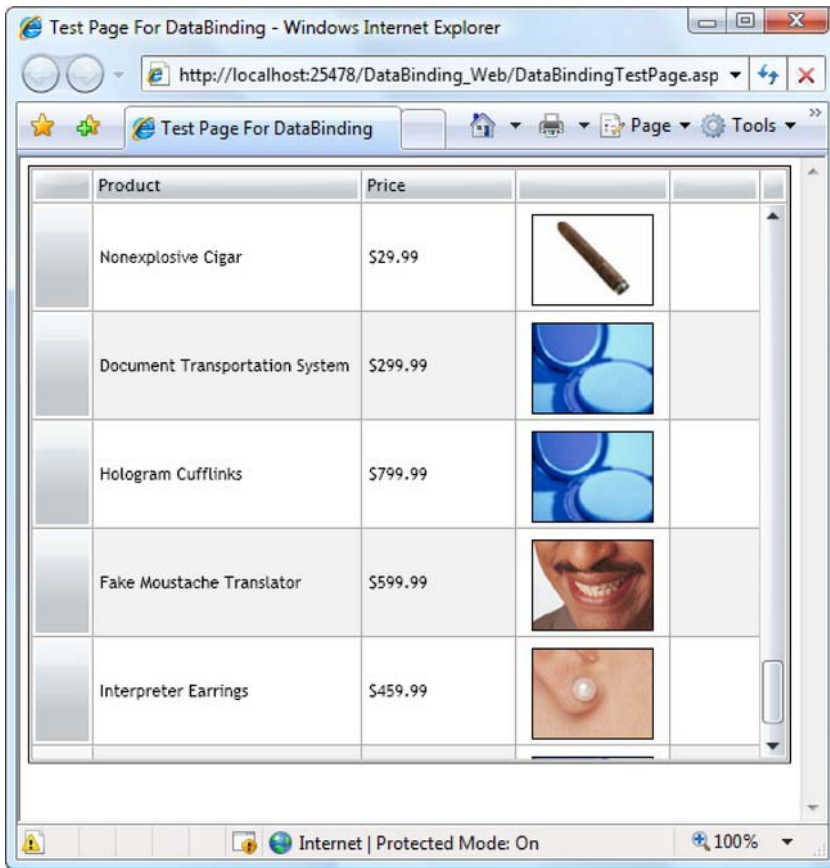 Test Page For DataBinding - Windows Internet Explorer
http://localhost:25478/DataBinding_Web/DataBindingTestPage.asp
Test Page For DataBinding
Page
Tools
Product Price
Nonexplosive Cigar $29.99
Document Transportation System $299.99
Hologram Cufflinks $799.99
Fake Moustache Translator $599.99
Interpreter Earrings $459.99
Internet | Protected Mode: On
100%